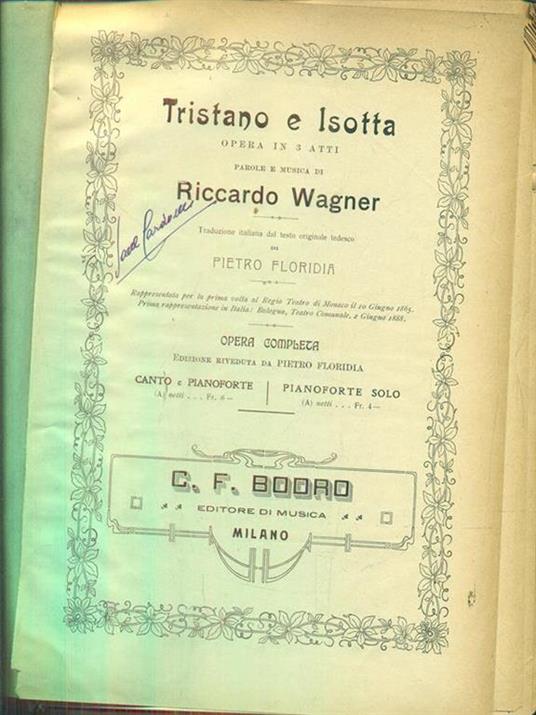 Tristano e Isotta
OPERA IN 3 ATTI
PAROLE E MUSICA DI
Riccardo Wagner
Traduzione italiana dal testo originale tedesco
DI
PIETRO FLORIDIA
Rappresentata per la prima volta al Regio Teatro di Monaco il 10 Giugno 1865.
Prima rappresentazione in Italia: Bologna, Teatro Comunale, 2 Giugno 1888.
OPERA COMPLETA
EDIZIONE RIVEDUTA DA PIETRO FLORIDIA
CANTO e PIANOFORTE
(A) netti . . . Fr. 6 —
PIANOFORTE SOLO
(A) netti . . . Fr. 4 —
C. F. BODRO
EDITORE DI MUSICA
MILANO